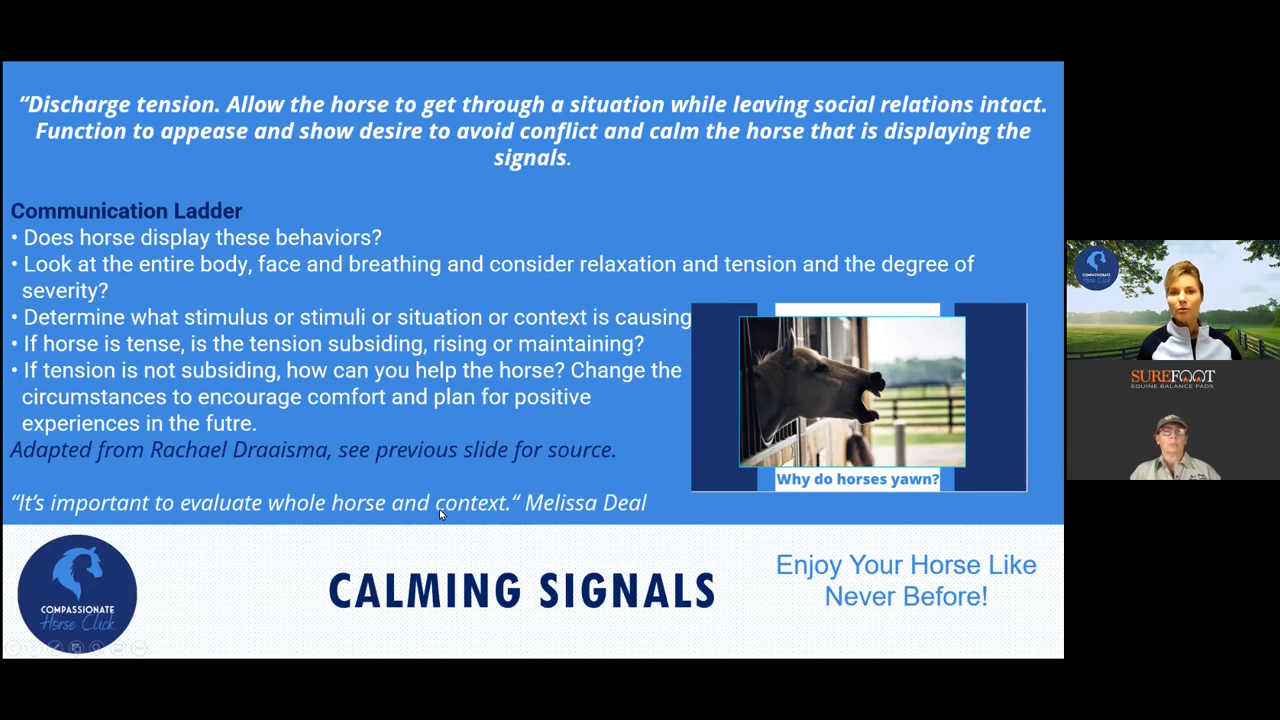 “Discharge tension. Allow the horse to get through a situation while leaving social relations intact.
Function to appease and show desire to avoid conflict and calm the horse that is displaying the
signals.
Communication Ladder
• Does horse display these behaviors?
• Look at the entire body, face and breathing and consider relaxation and tension and the degree of
severity?
• Determine what stimulus or stimuli or situation or context is causing
• If horse is tense, is the tension subsiding, rising or maintaining?
• If tension is not subsiding, how can you help the horse? Change the
circumstances to encourage comfort and plan for positive
experiences in the futre.
Adapted from Rachael Draaisma, see previous slide for source.
“It’s important to evaluate whole horse and context.“ Melissa Deal
Why do horses yawn?
COMPASSIONATE
Horse Click
CALMING SIGNALS
Enjoy Your Horse Like
Never Before!
COMPASSIONATE
Horse Click
SUREFOOT
EQUINE BALANCE PADS